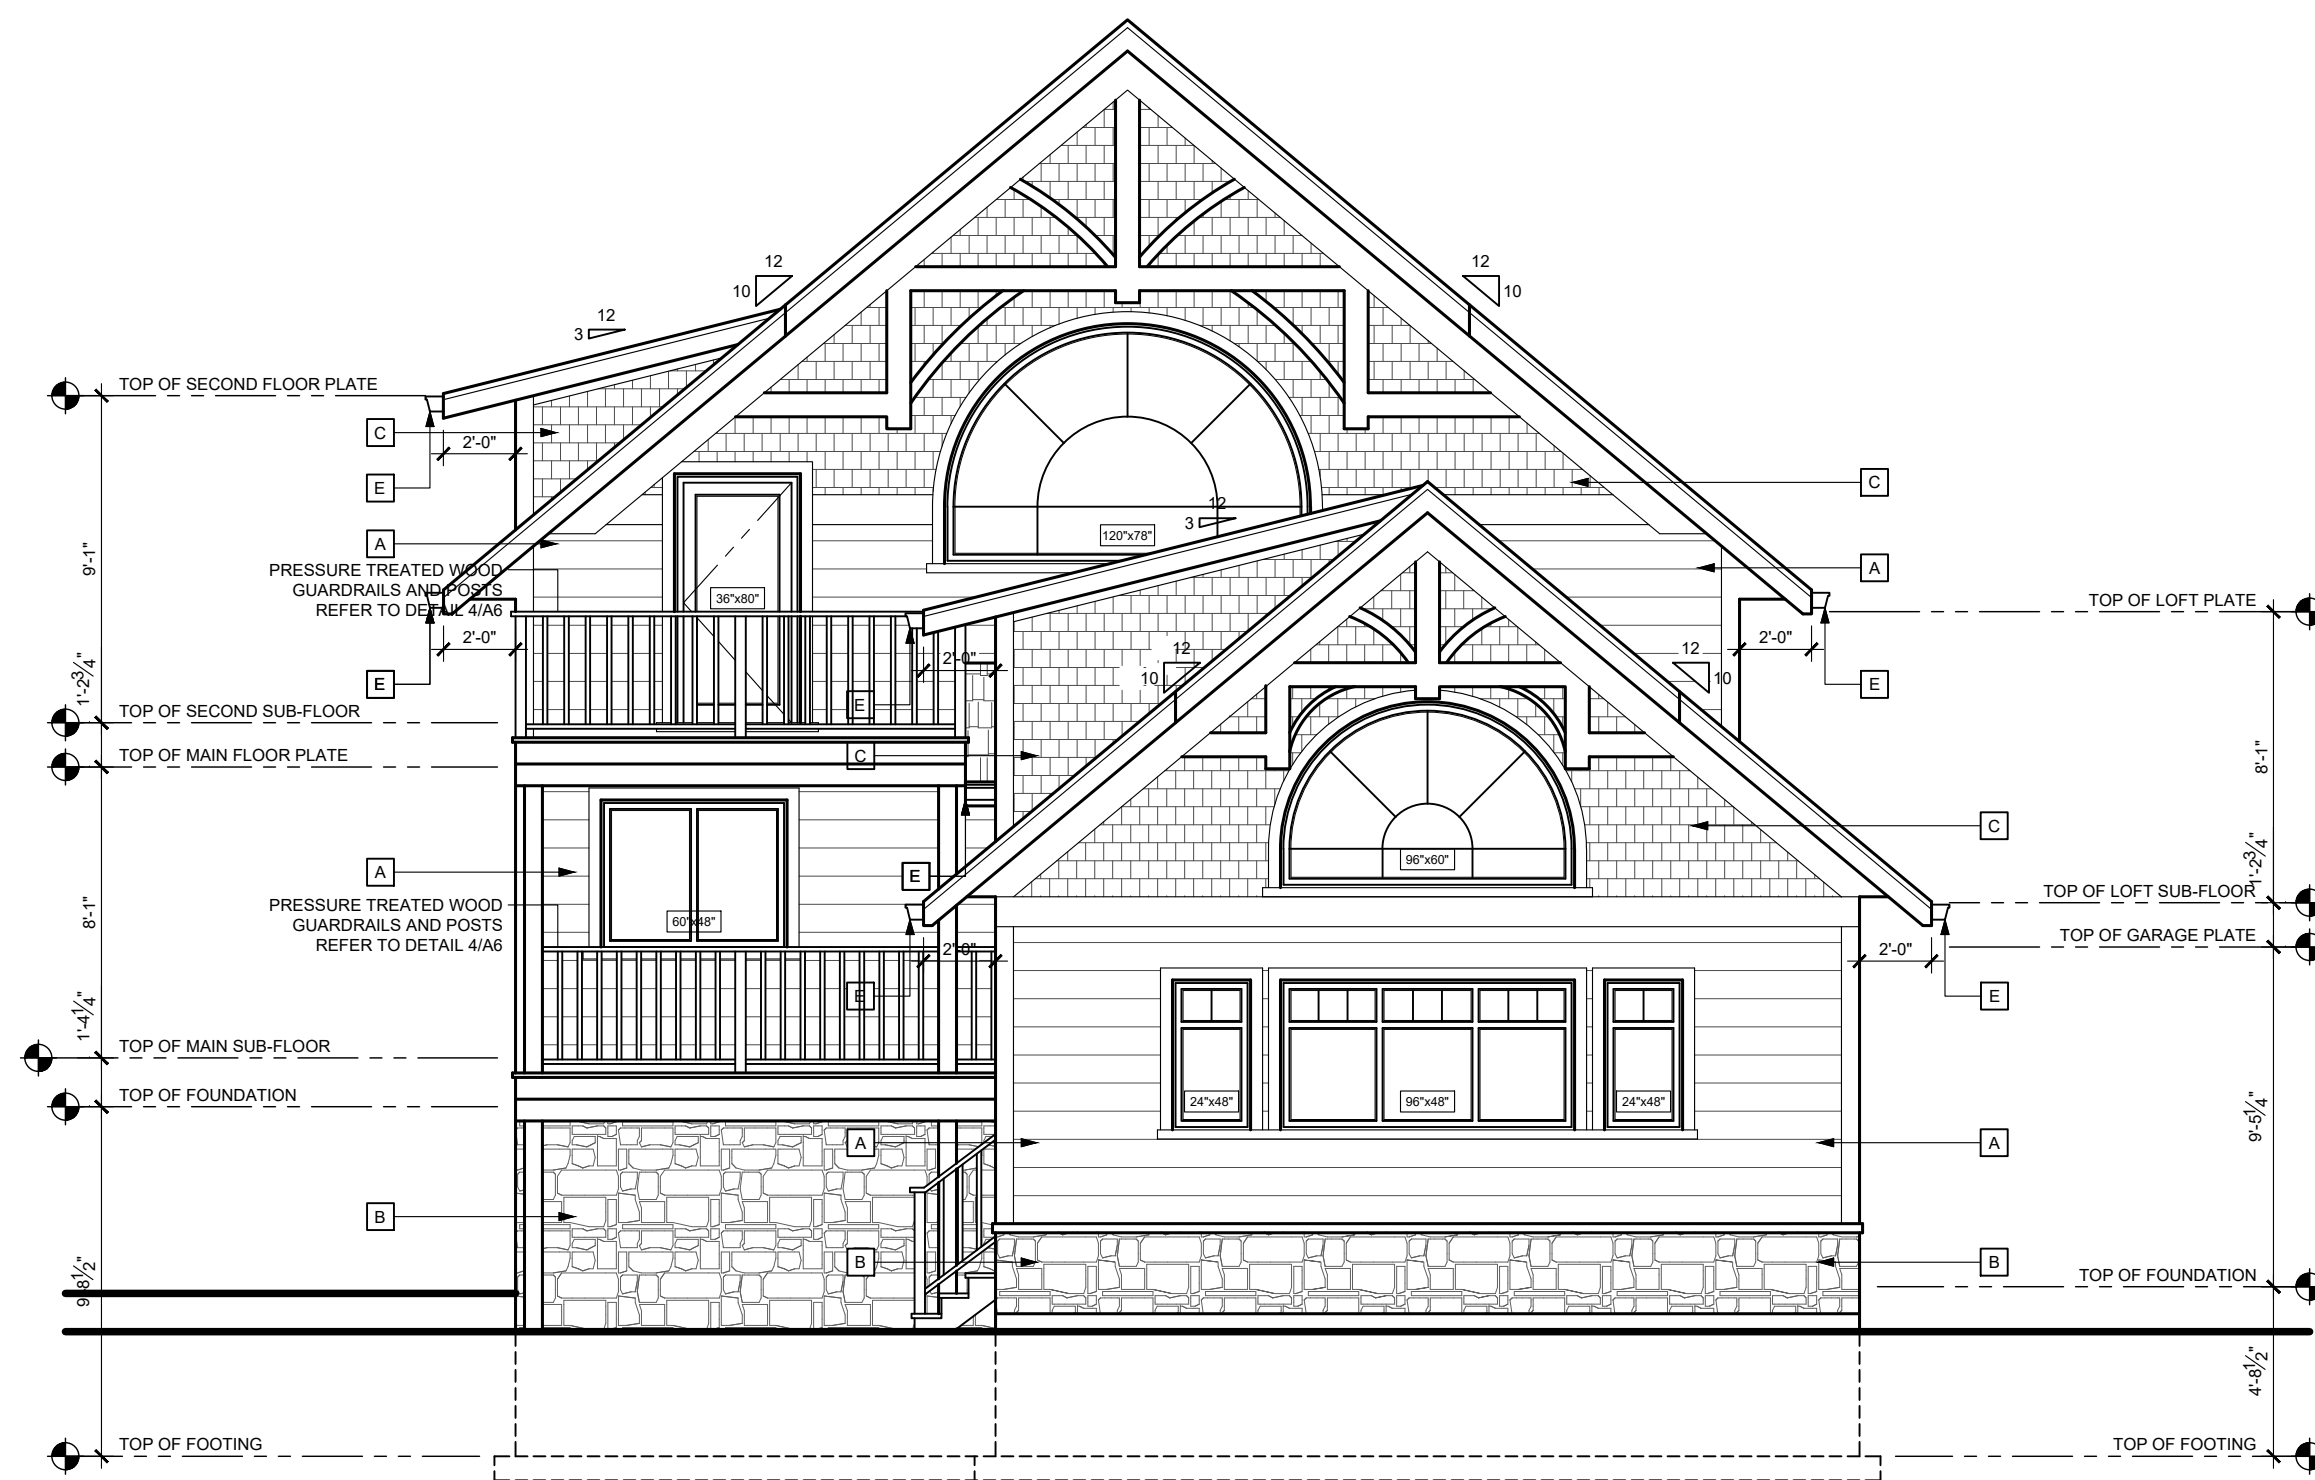 12
10
12
10
12
3
TOP OF SECOND FLOOR PLATE
C
2'-0"
E
C
12
3
120"x78"
A
A
9'-1"
PRESSURE TREATED WOOD
GUARDRAILS AND POSTS
REFER TO DETAIL 4/A6
36"x80"
TOP OF LOFT PLATE
2'-0"
2'-0"
2'-0"
12
10
12
10
E
E
E
1'-2¾"
TOP OF SECOND SUB-FLOOR
TOP OF MAIN FLOOR PLATE
C
8'-1"
C
96"x60"
A
E
1'-2¾"
TOP OF LOFT SUB-FLOOR
PRESSURE TREATED WOOD
GUARDRAILS AND POSTS
REFER TO DETAIL 4/A6
60"x48"
8'-1"
TOP OF GARAGE PLATE
2'-0"
2'-0"
E
E
1'-4¼"
TOP OF MAIN SUB-FLOOR
TOP OF FOUNDATION
24"x48"
96"x48"
24"x48"
9'-5¼"
A
A
B
B
B
TOP OF FOUNDATION
9'-8½"
4'-8½"
TOP OF FOOTING
TOP OF FOOTING